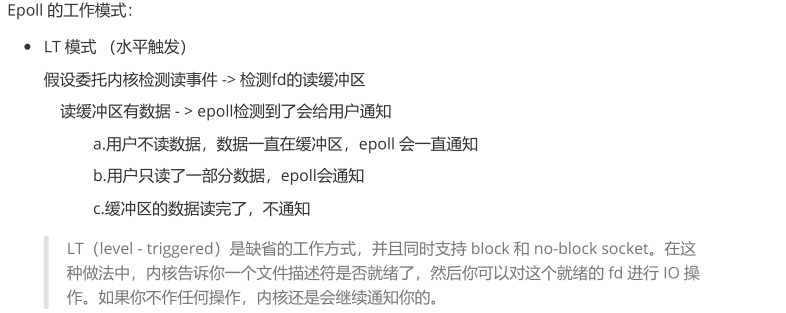 Epoll 的工作模式：
• LT 模式 （水平触发）
假设委托内核检测读事件 -> 检测fd的读缓冲区
读缓冲区有数据 - > epoll检测到了会给用户通知
a.用户不读数据，数据一直在缓冲区，epoll 会一直通知
b.用户只读了一部分数据，epoll会通知
c.缓冲区的数据读完了，不通知
LT（level - triggered）是缺省的工作方式，并且同时支持 block 和 no-block socket。在这
种做法中，内核告诉你一个文件描述符是否就绪了，然后你可以对这个就绪的 fd 进行 IO 操
作。如果你不作任何操作，内核还是会继续通知你的。